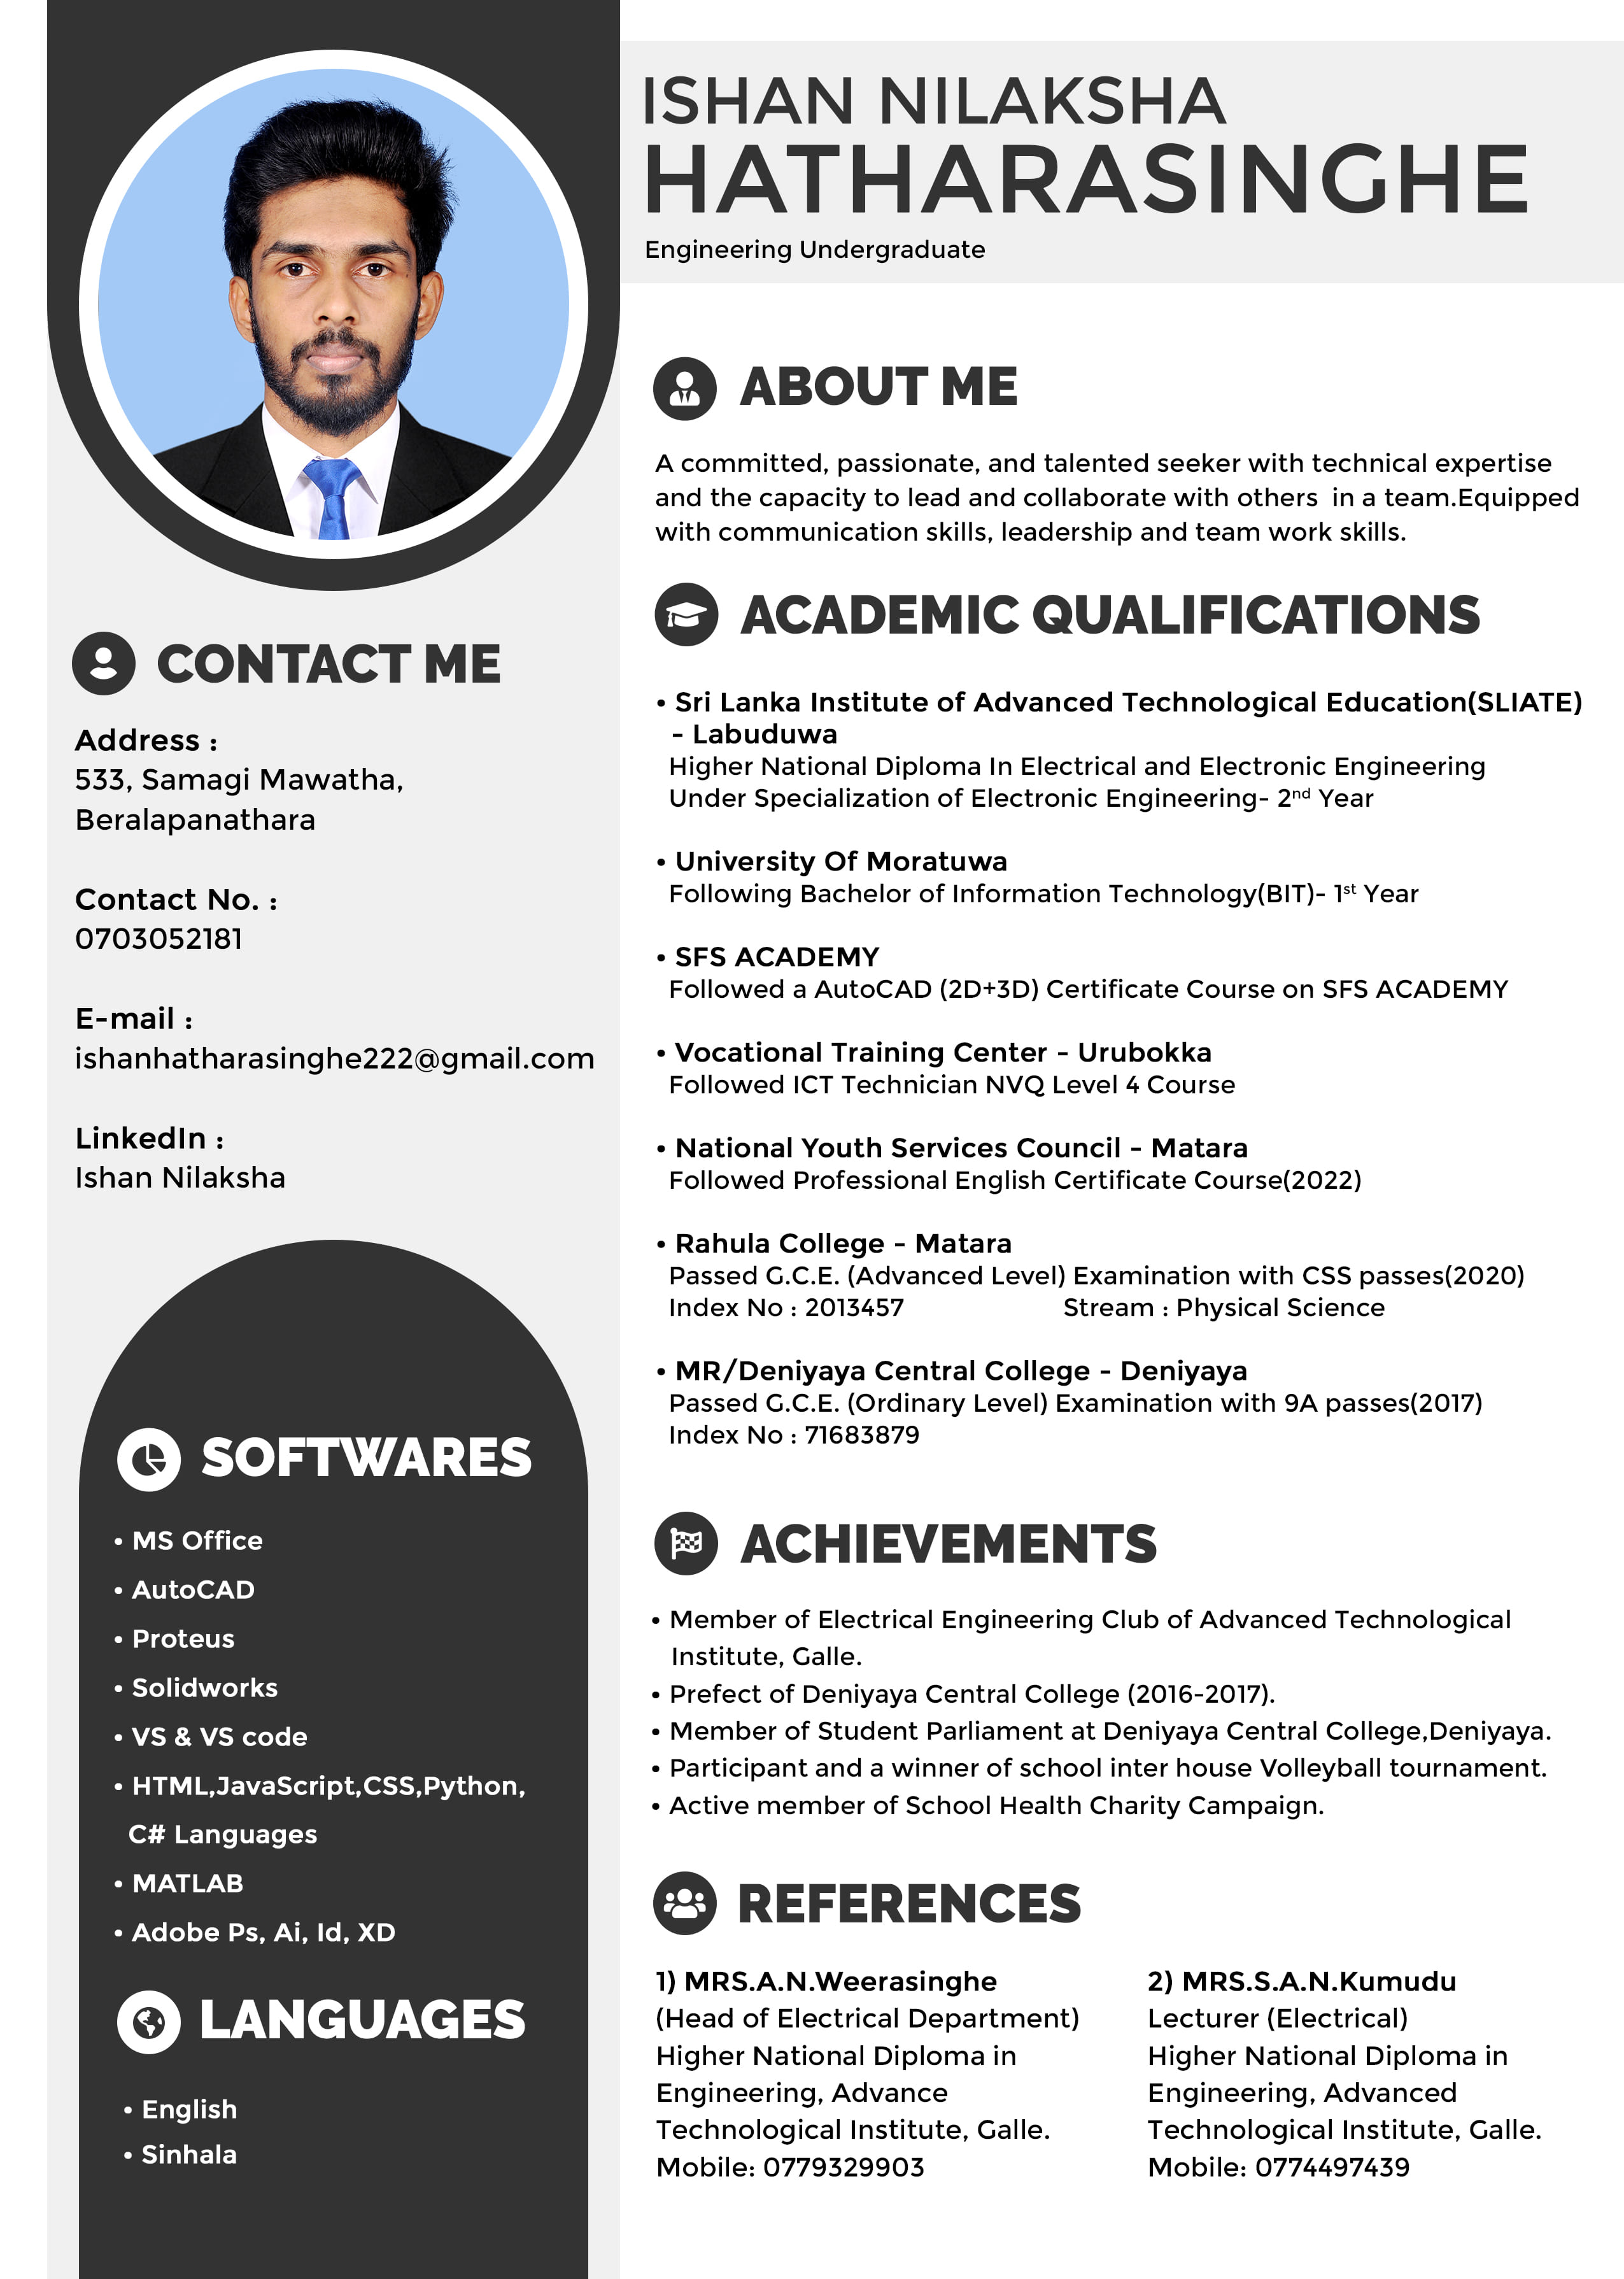 ISHAN NILAKSHA
HATHARASINGHE
Engineering Undergraduate
CONTACT ME
Address :
533, Samagi Mawatha,
Beralapanathara
Contact No. :
0703052181
E-mail :
ishanhatharasinghe222@gmail.com
LinkedIn :
Ishan Nilaksha
SOFTWARES
• MS Office
• AutoCAD
• Proteus
• Solidworks
• VS & VS code
• HTML,JavaScript,CSS,Python,
C# Languages
• MATLAB
• Adobe Ps, Ai, Id, XD
LANGUAGES
• English
• Sinhala
ABOUT ME
A committed, passionate, and talented seeker with technical expertise
and the capacity to lead and collaborate with others  in a team.Equipped
with communication skills, leadership and team work skills.
ACADEMIC QUALIFICATIONS
• Sri Lanka Institute of Advanced Technological Education(SLIATE)
- Labuduwa
Higher National Diploma In Electrical and Electronic Engineering
Under Specialization of Electronic Engineering- 2nd Year
• University Of Moratuwa
Following Bachelor of Information Technology(BIT)- 1st Year
• SFS ACADEMY
Followed a AutoCAD (2D+3D) Certificate Course on SFS ACADEMY
• Vocational Training Center - Urubokka
Followed ICT Technician NVQ Level 4 Course
• National Youth Services Council - Matara
Followed Professional English Certificate Course(2022)
• Rahula College - Matara
Passed G.C.E. (Advanced Level) Examination with CSS passes(2020)
Index No : 2013457 Stream : Physical Science
• MR/Deniyaya Central College - Deniyaya
Passed G.C.E. (Ordinary Level) Examination with 9A passes(2017)
Index No : 71683879
ACHIEVEMENTS
• Member of Electrical Engineering Club of Advanced Technological
Institute, Galle.
• Prefect of Deniyaya Central College (2016-2017).
• Member of Student Parliament at Deniyaya Central College,Deniyaya.
• Participant and a winner of school inter house Volleyball tournament.
• Active member of School Health Charity Campaign.
REFERENCES
1) MRS.A.N.Weerasinghe
(Head of Electrical Department)
Higher National Diploma in
Engineering, Advance
Technological Institute, Galle.
Mobile: 0779329903
2) MRS.S.A.N.Kumudu
Lecturer (Electrical)
Higher National Diploma in
Engineering, Advanced
Technological Institute, Galle.
Mobile: 0774497439